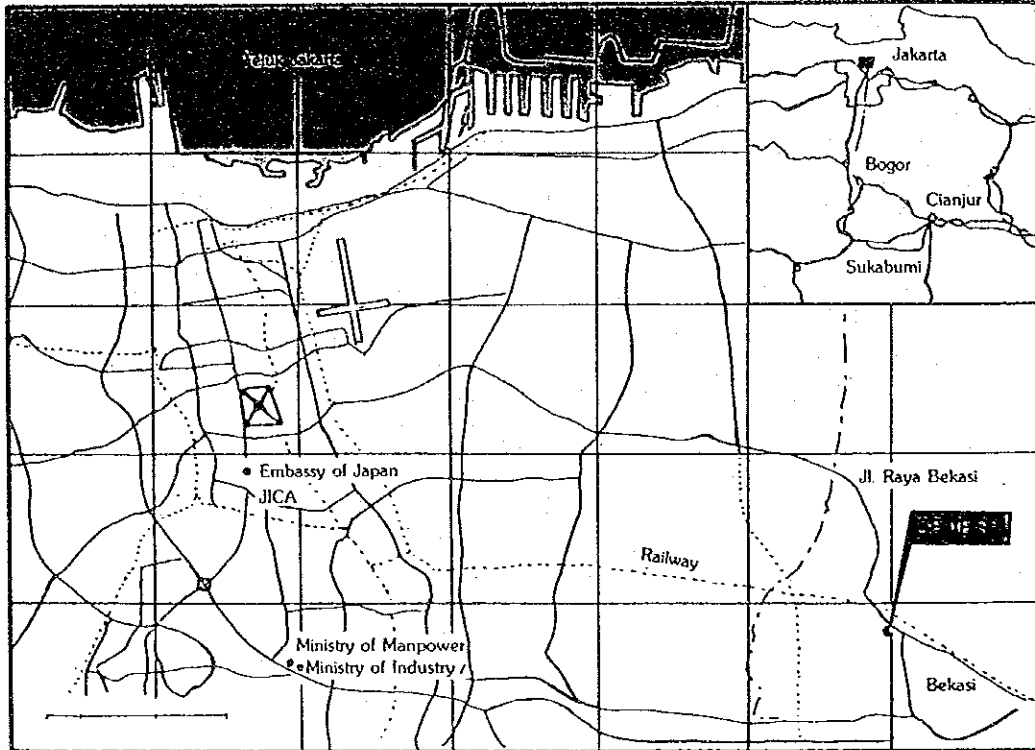 Jakarta
Bogor
Cianjur
Sukabumi
Embassy of Japan
JICA
Jl. Raya Bekasi
Railway
Ministry of Manpower
Ministry of Industry
Bekasi